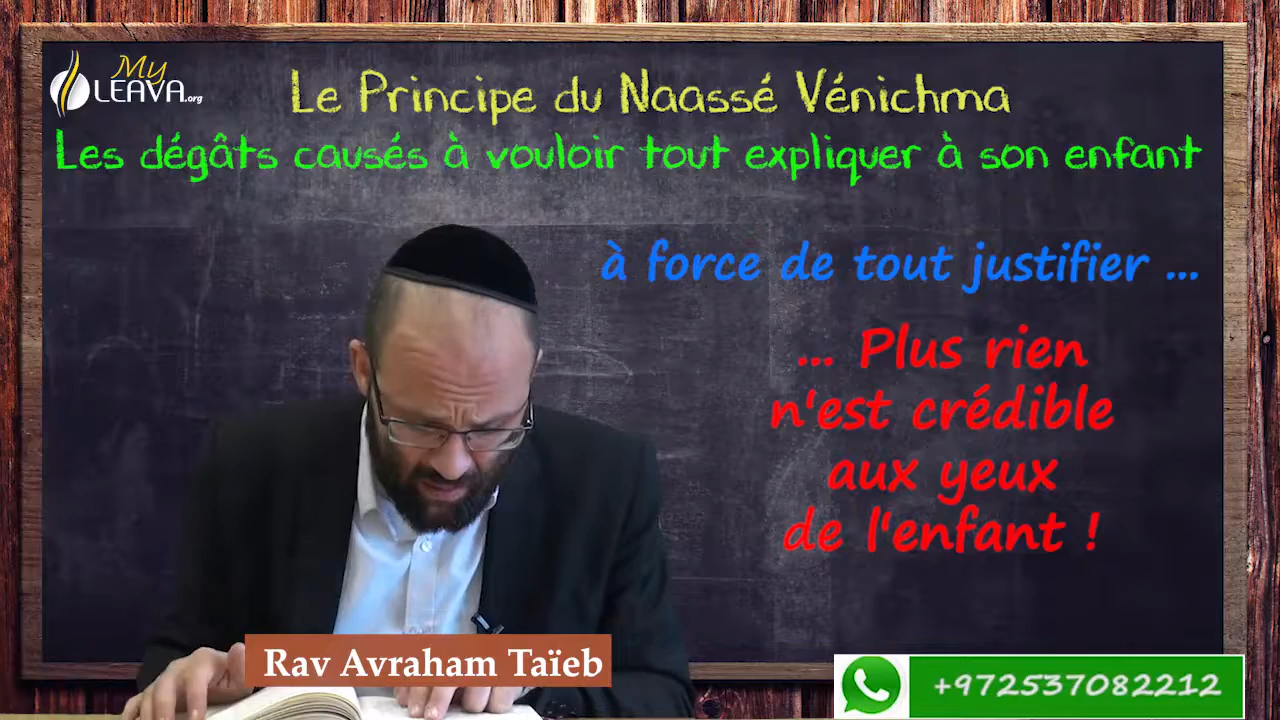 My
LEAVA.org
Le Principe du Naassé Vénichma
Les dégâts causés à vouloir tout expliquer à son enfant
à force de tout justifier ...
... Plus rien
n'est crédible
aux yeux
de l'enfant !
Rav Avraham Taïeb
+972537082212